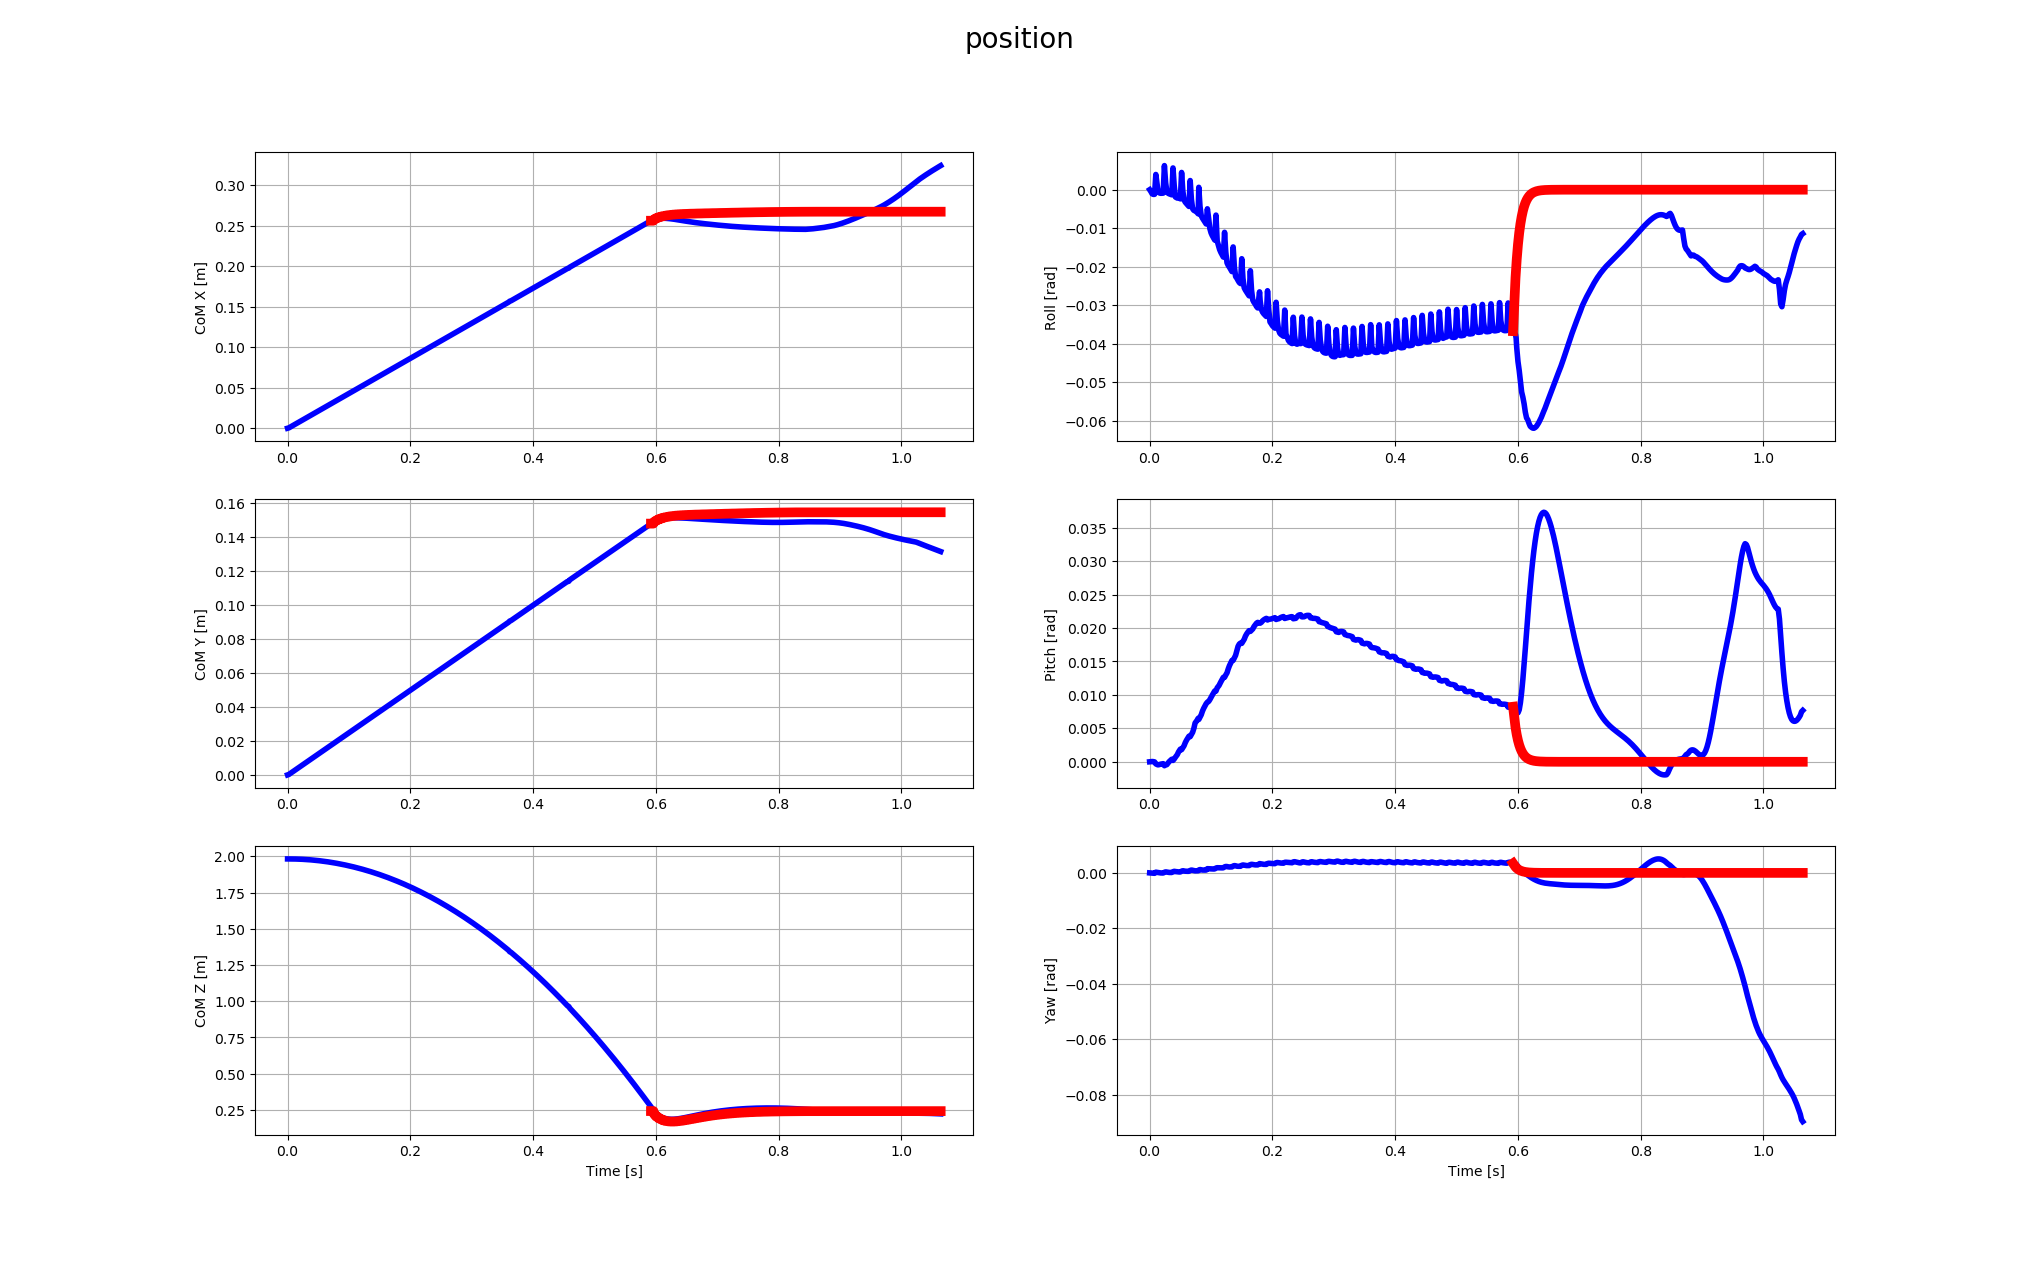 position
CoM X [m]
0.30
0.25
0.20
0.15
0.10
0.05
0.00
0.0 0.2 0.4 0.6 0.8 1.0
Roll [rad]
0.00
−0.01
−0.02
−0.03
−0.04
−0.05
−0.06
0.0 0.2 0.4 0.6 0.8 1.0
CoM Y [m]
0.16
0.14
0.12
0.10
0.08
0.06
0.04
0.02
0.00
0.0 0.2 0.4 0.6 0.8 1.0
Pitch [rad]
0.035
0.030
0.025
0.020
0.015
0.010
0.005
0.000
0.0 0.2 0.4 0.6 0.8 1.0
CoM Z [m]
2.00
1.75
1.50
1.25
1.00
0.75
0.50
0.25
0.0 0.2 0.4 0.6 0.8 1.0
Time [s]
Yaw [rad]
0.00
−0.02
−0.04
−0.06
−0.08
0.0 0.2 0.4 0.6 0.8 1.0
Time [s]